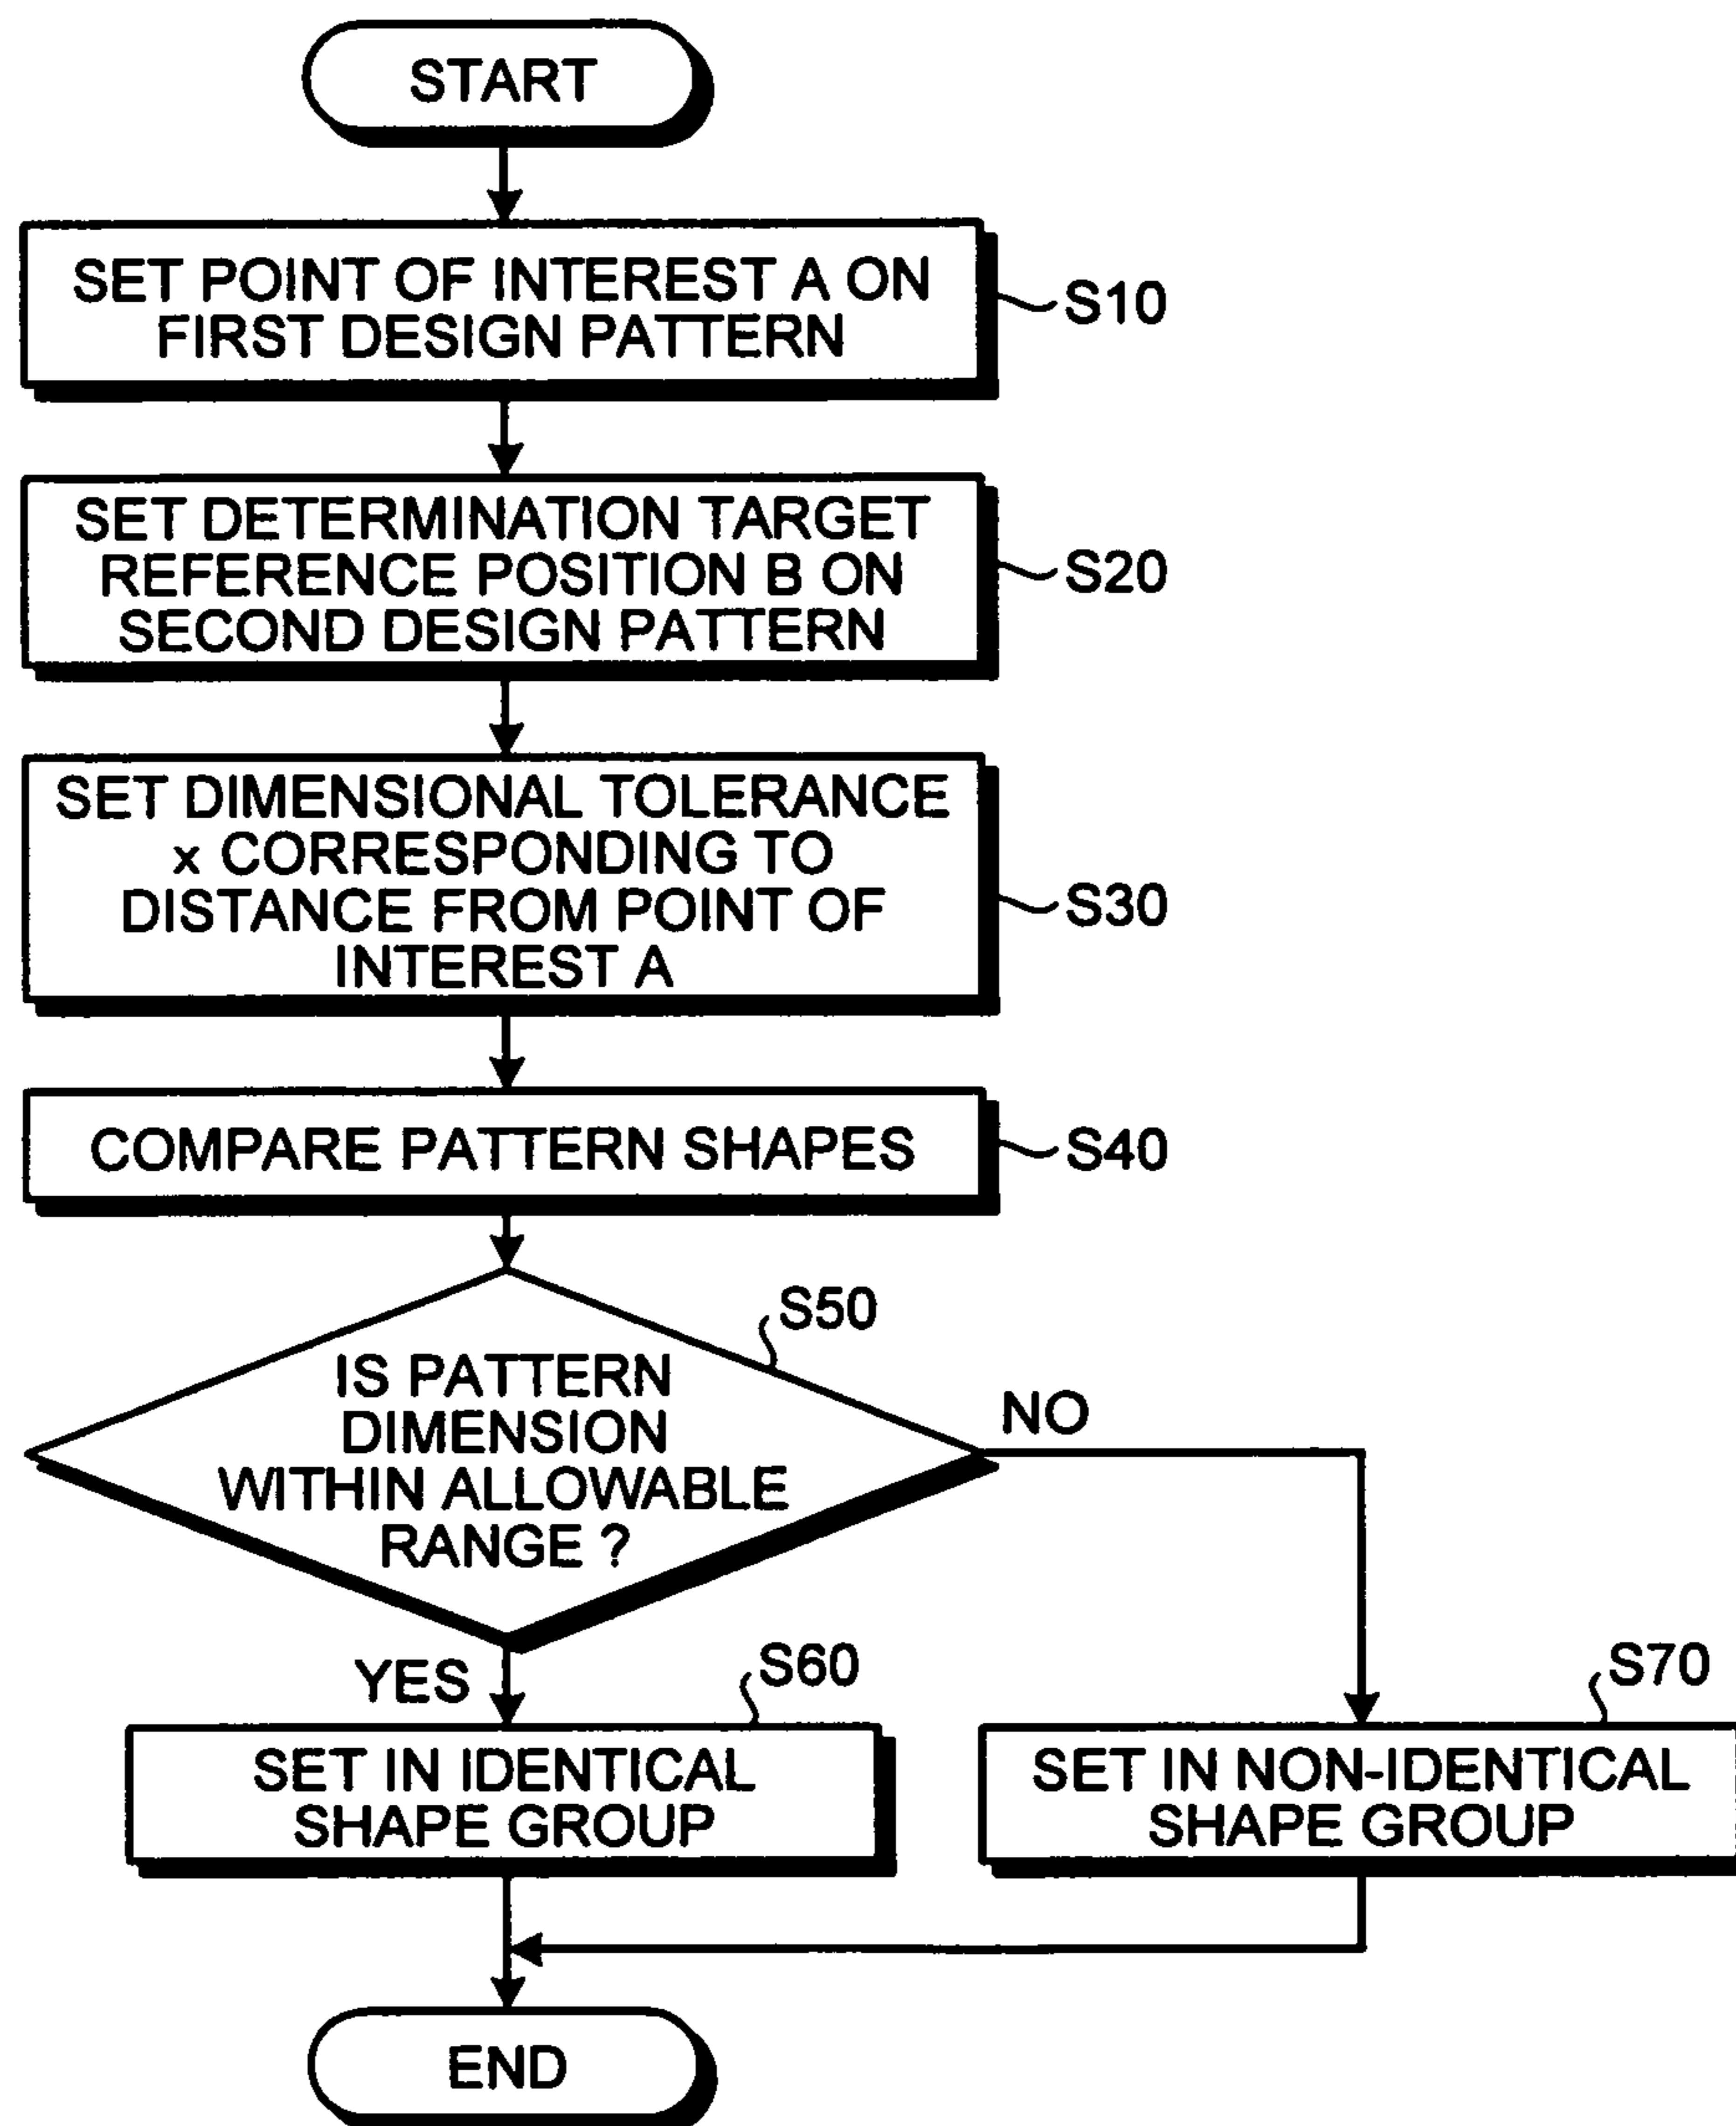 START
SET POINT OF INTEREST A ON
FIRST DESIGN PATTERN
S10
SET DETERMINATION TARGET
REFERENCE POSITION B ON
SECOND DESIGN PATTERN
S20
SET DIMENSIONAL TOLERANCE
x CORRESPONDING TO
DISTANCE FROM POINT OF
INTEREST A
S30
COMPARE PATTERN SHAPES
S40
S50
IS PATTERN
DIMENSION
WITHIN ALLOWABLE
RANGE ?
NO
YES
S60
S70
SET IN IDENTICAL
SHAPE GROUP
SET IN NON-IDENTICAL
SHAPE GROUP
END